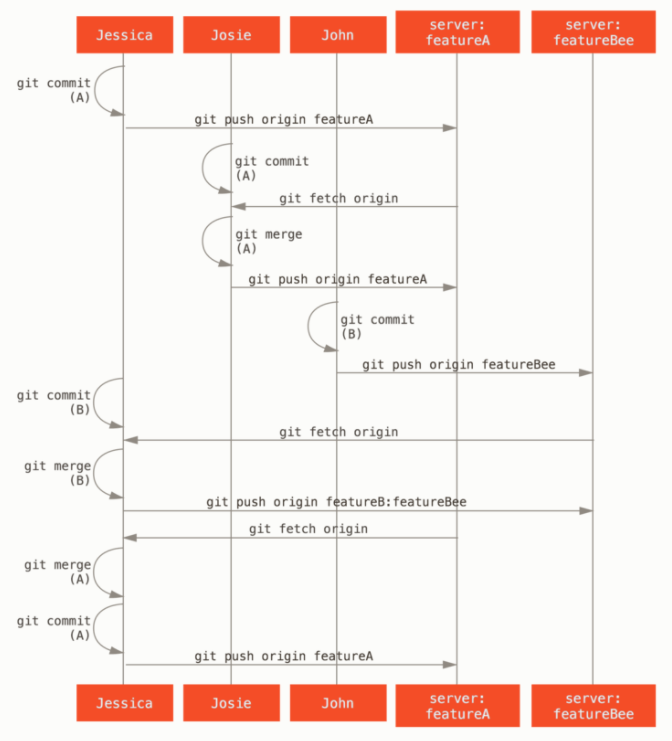 Jessica
Josie
John
server:
featureA
server:
featureBee
git commit
(A)
git push origin featureA
git commit
(A)
git fetch origin
git merge
(A)
git push origin featureA
git commit
(B)
git push origin featureBee
git commit
(B)
git fetch origin
git merge
(B)
git push origin featureB:featureBee
git fetch origin
git merge
(A)
git commit
(A)
git push origin featureA
Jessica
Josie
John
server:
featureA
server:
featureBee